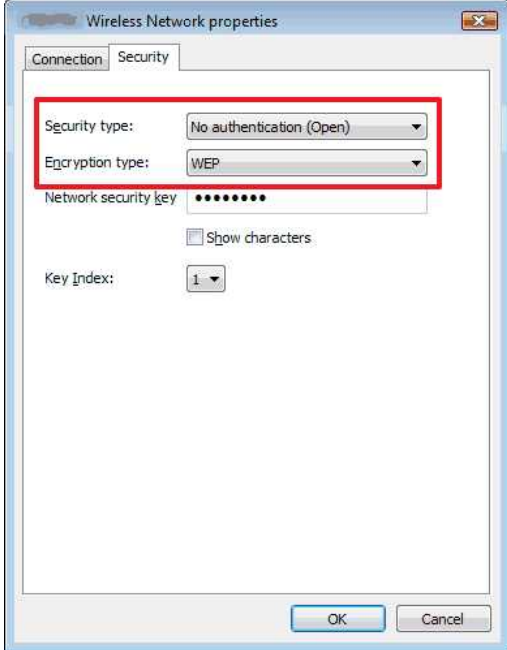 Wireless Network properties
Connection Security
Security type: No authentication (Open)
Encryption type: WEP
Network security key ••••••••
Show characters
Key Index: 1
OK Cancel